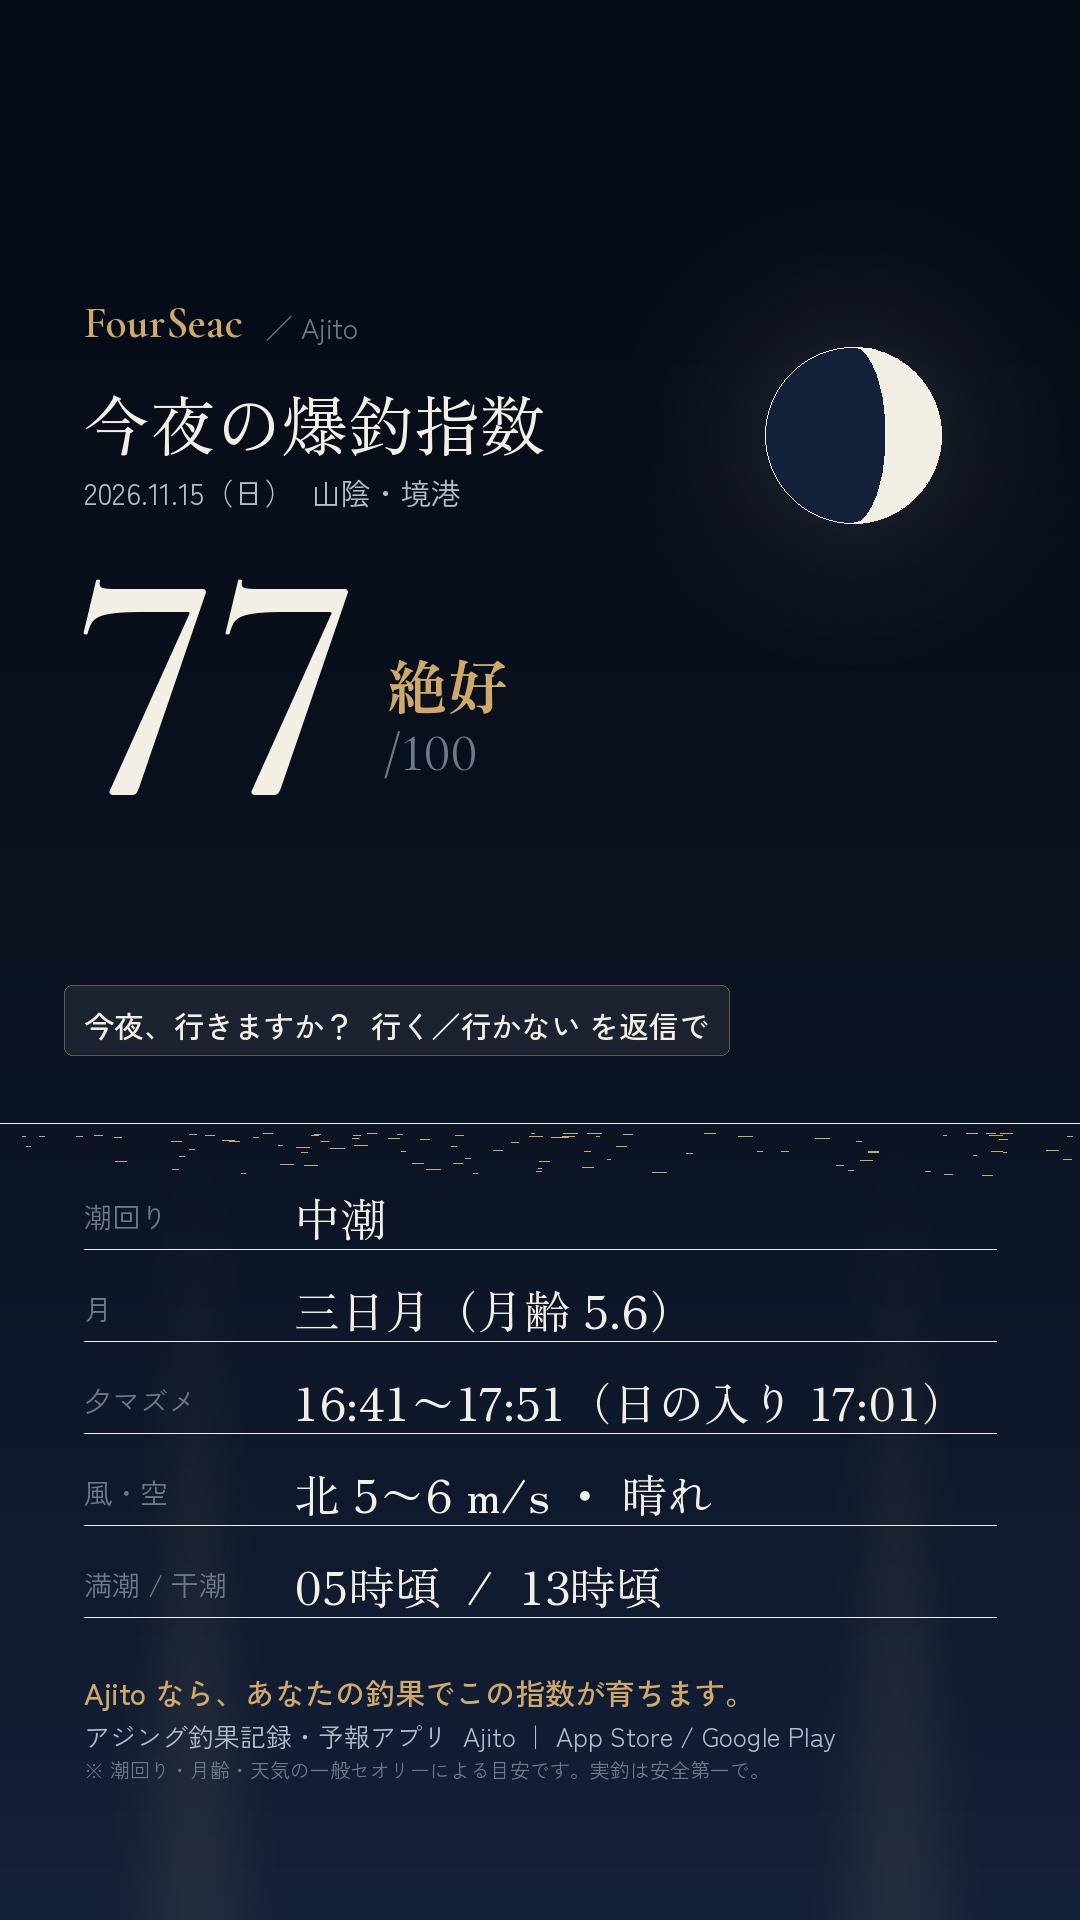 FourSeac ／ Ajito
今夜の爆釣指数
2026.11.15（日） 山陰・境港
77
絶好
/100
今夜、行きますか？ 行く／行かない を返信で
潮回り 中潮
月 三日月（月齢 5.6）
夕マズメ 16:41〜17:51（日の入り 17:01）
風・空 北 5〜6 m/s ・ 晴れ
満潮 / 干潮 05時頃 / 13時頃
Ajito なら、あなたの釣果でこの指数が育ちます。
アジング釣果記録・予報アプリ Ajito ｜ App Store / Google Play
※ 潮回り・月齢・天気の一般セオリーによる目安です。実釣は安全第一で。